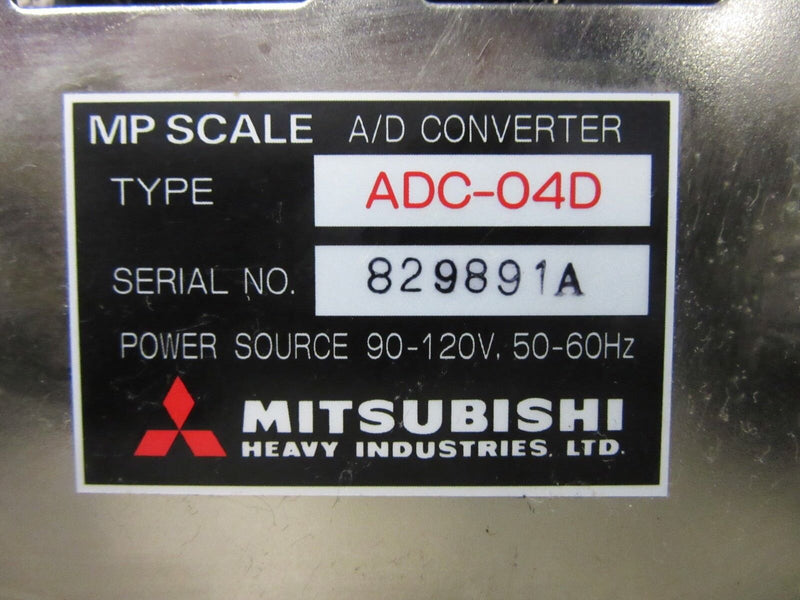 MP SCALE A/D CONVERTER
TYPE ADC-04D
SERIAL NO. 829891A
POWER SOURCE 90-120V, 50-60Hz
MITSUBISHI
HEAVY INDUSTRIES, LTD.